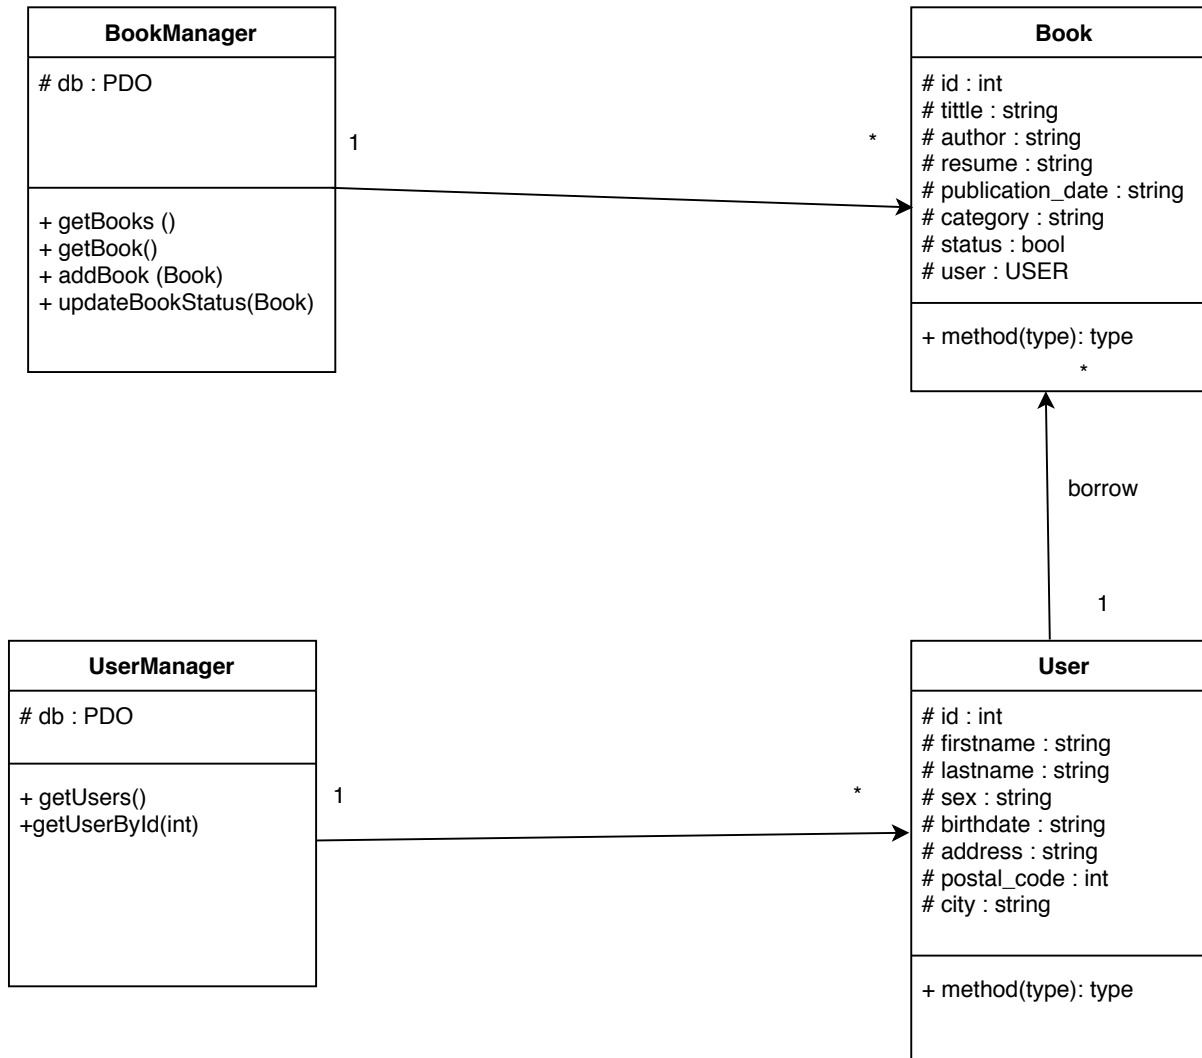 BookManager
# db : PDO
+ getBooks ()
+ getBook()
+ addBook (Book)
+ updateBookStatus(Book)
1
*
Book
# id : int
# tittle : string
# author : string
# resume : string
# publication_date : string
# category : string
# status : bool
# user : USER
+ method(type): type
*
borrow
1
UserManager
# db : PDO
+ getUsers()
+getUserById(int)
1
*
User
# id : int
# firstname : string
# lastname : string
# sex : string
# birthdate : string
# address : string
# postal_code : int
# city : string
+ method(type): type